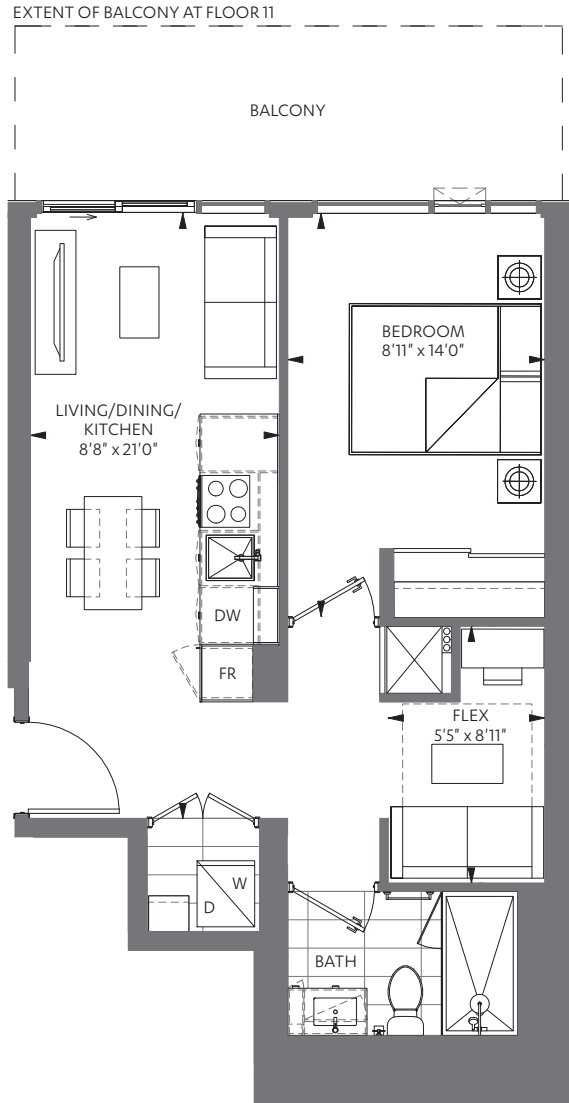 EXTENT OF BALCONY AT FLOOR 11
BALCONY
BEDROOM
8'11" x 14'0"
LIVING/DINING/
KITCHEN
8'8" x 21'0"
DW
FR
FLEX
5'5" x 8'11"
W
D
BATH